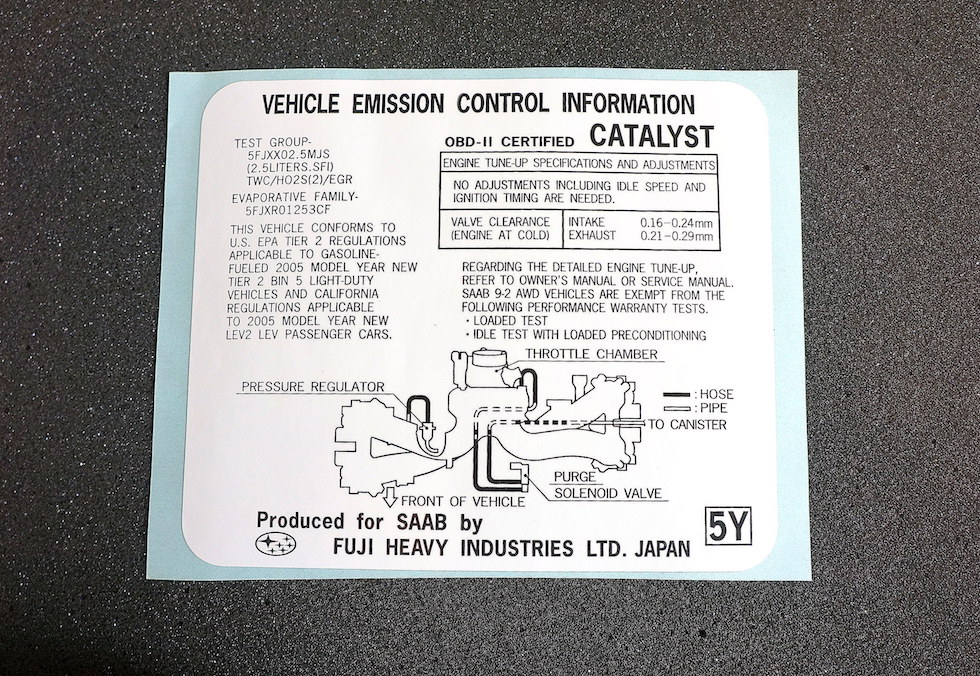 VEHICLE EMISSION CONTROL INFORMATION
TEST GROUP-
5FJXX02.5MJS
(2.5LITERS.SFI)
TWC/HO2S(2)/EGR
EVAPORATIVE FAMILY-
5FJXR01253CF
THIS VEHICLE CONFORMS TO
U.S. EPA TIER 2 REGULATIONS
APPLICABLE TO GASOLINE-
FUELED 2005 MODEL YEAR NEW
TIER 2 BIN 5 LIGHT-DUTY
VEHICLES AND CALIFORNIA
REGULATIONS APPLICABLE
TO 2005 MODEL YEAR NEW
LEV2 LEV PASSENGER CARS.
OBD-II CERTIFIED CATALYST
ENGINE TUNE-UP SPECIFICATIONS AND ADJUSTMENTS
NO ADJUSTMENTS INCLUDING IDLE SPEED AND
IGNITION TIMING ARE NEEDED.
VALVE CLEARANCE
(ENGINE AT COLD)
INTAKE 0.16-0.24mm
EXHAUST 0.21-0.29mm
REGARDING THE DETAILED ENGINE TUNE-UP,
REFER TO OWNER'S MANUAL OR SERVICE MANUAL.
SAAB 9-2 AWD VEHICLES ARE EXEMPT FROM THE
FOLLOWING PERFORMANCE WARRANTY TESTS.
• LOADED TEST
• IDLE TEST WITH LOADED PRECONDITIONING
THROTTLE CHAMBER
PRESSURE REGULATOR
: HOSE
: PIPE
TO CANISTER
PURGE
SOLENOID VALVE
FRONT OF VEHICLE
Produced for SAAB by
FUJI HEAVY INDUSTRIES LTD. JAPAN
5Y